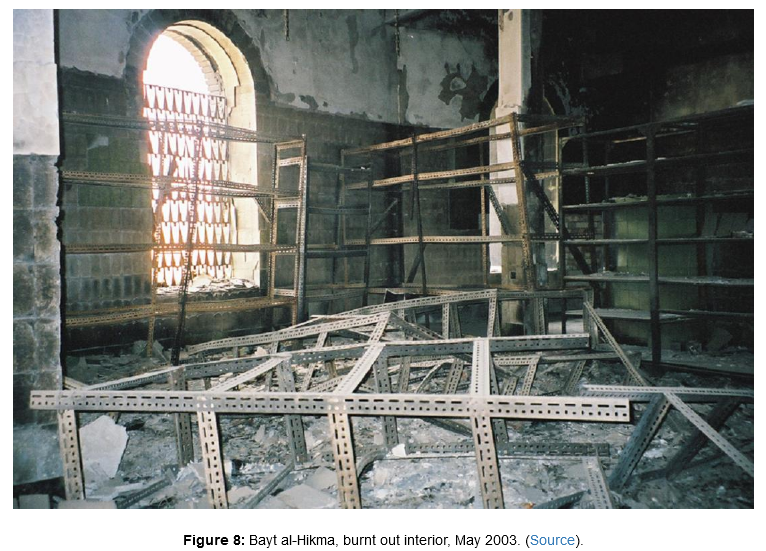 Figure 8: Bayt al-Hikma, burnt out interior, May 2003. (Source).